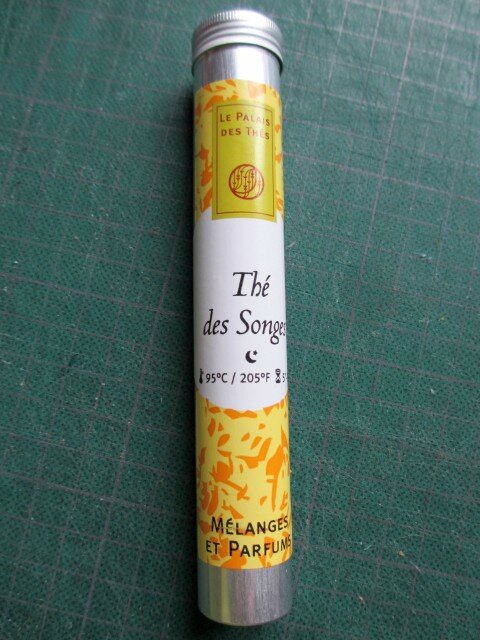 LE PALAIS
DES THÉS
Thé
des Songes
95°C / 205°F
MÉLANGES
ET PARFUMS